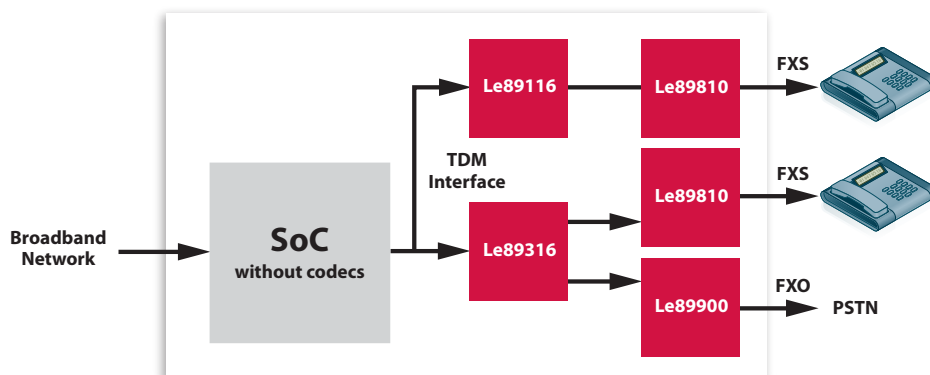 Broadband
Network
SoC
without codecs
TDM
Interface
Le89116
Le89810
FXS
Le89316
Le89810
FXS
Le89900
FXO
PSTN